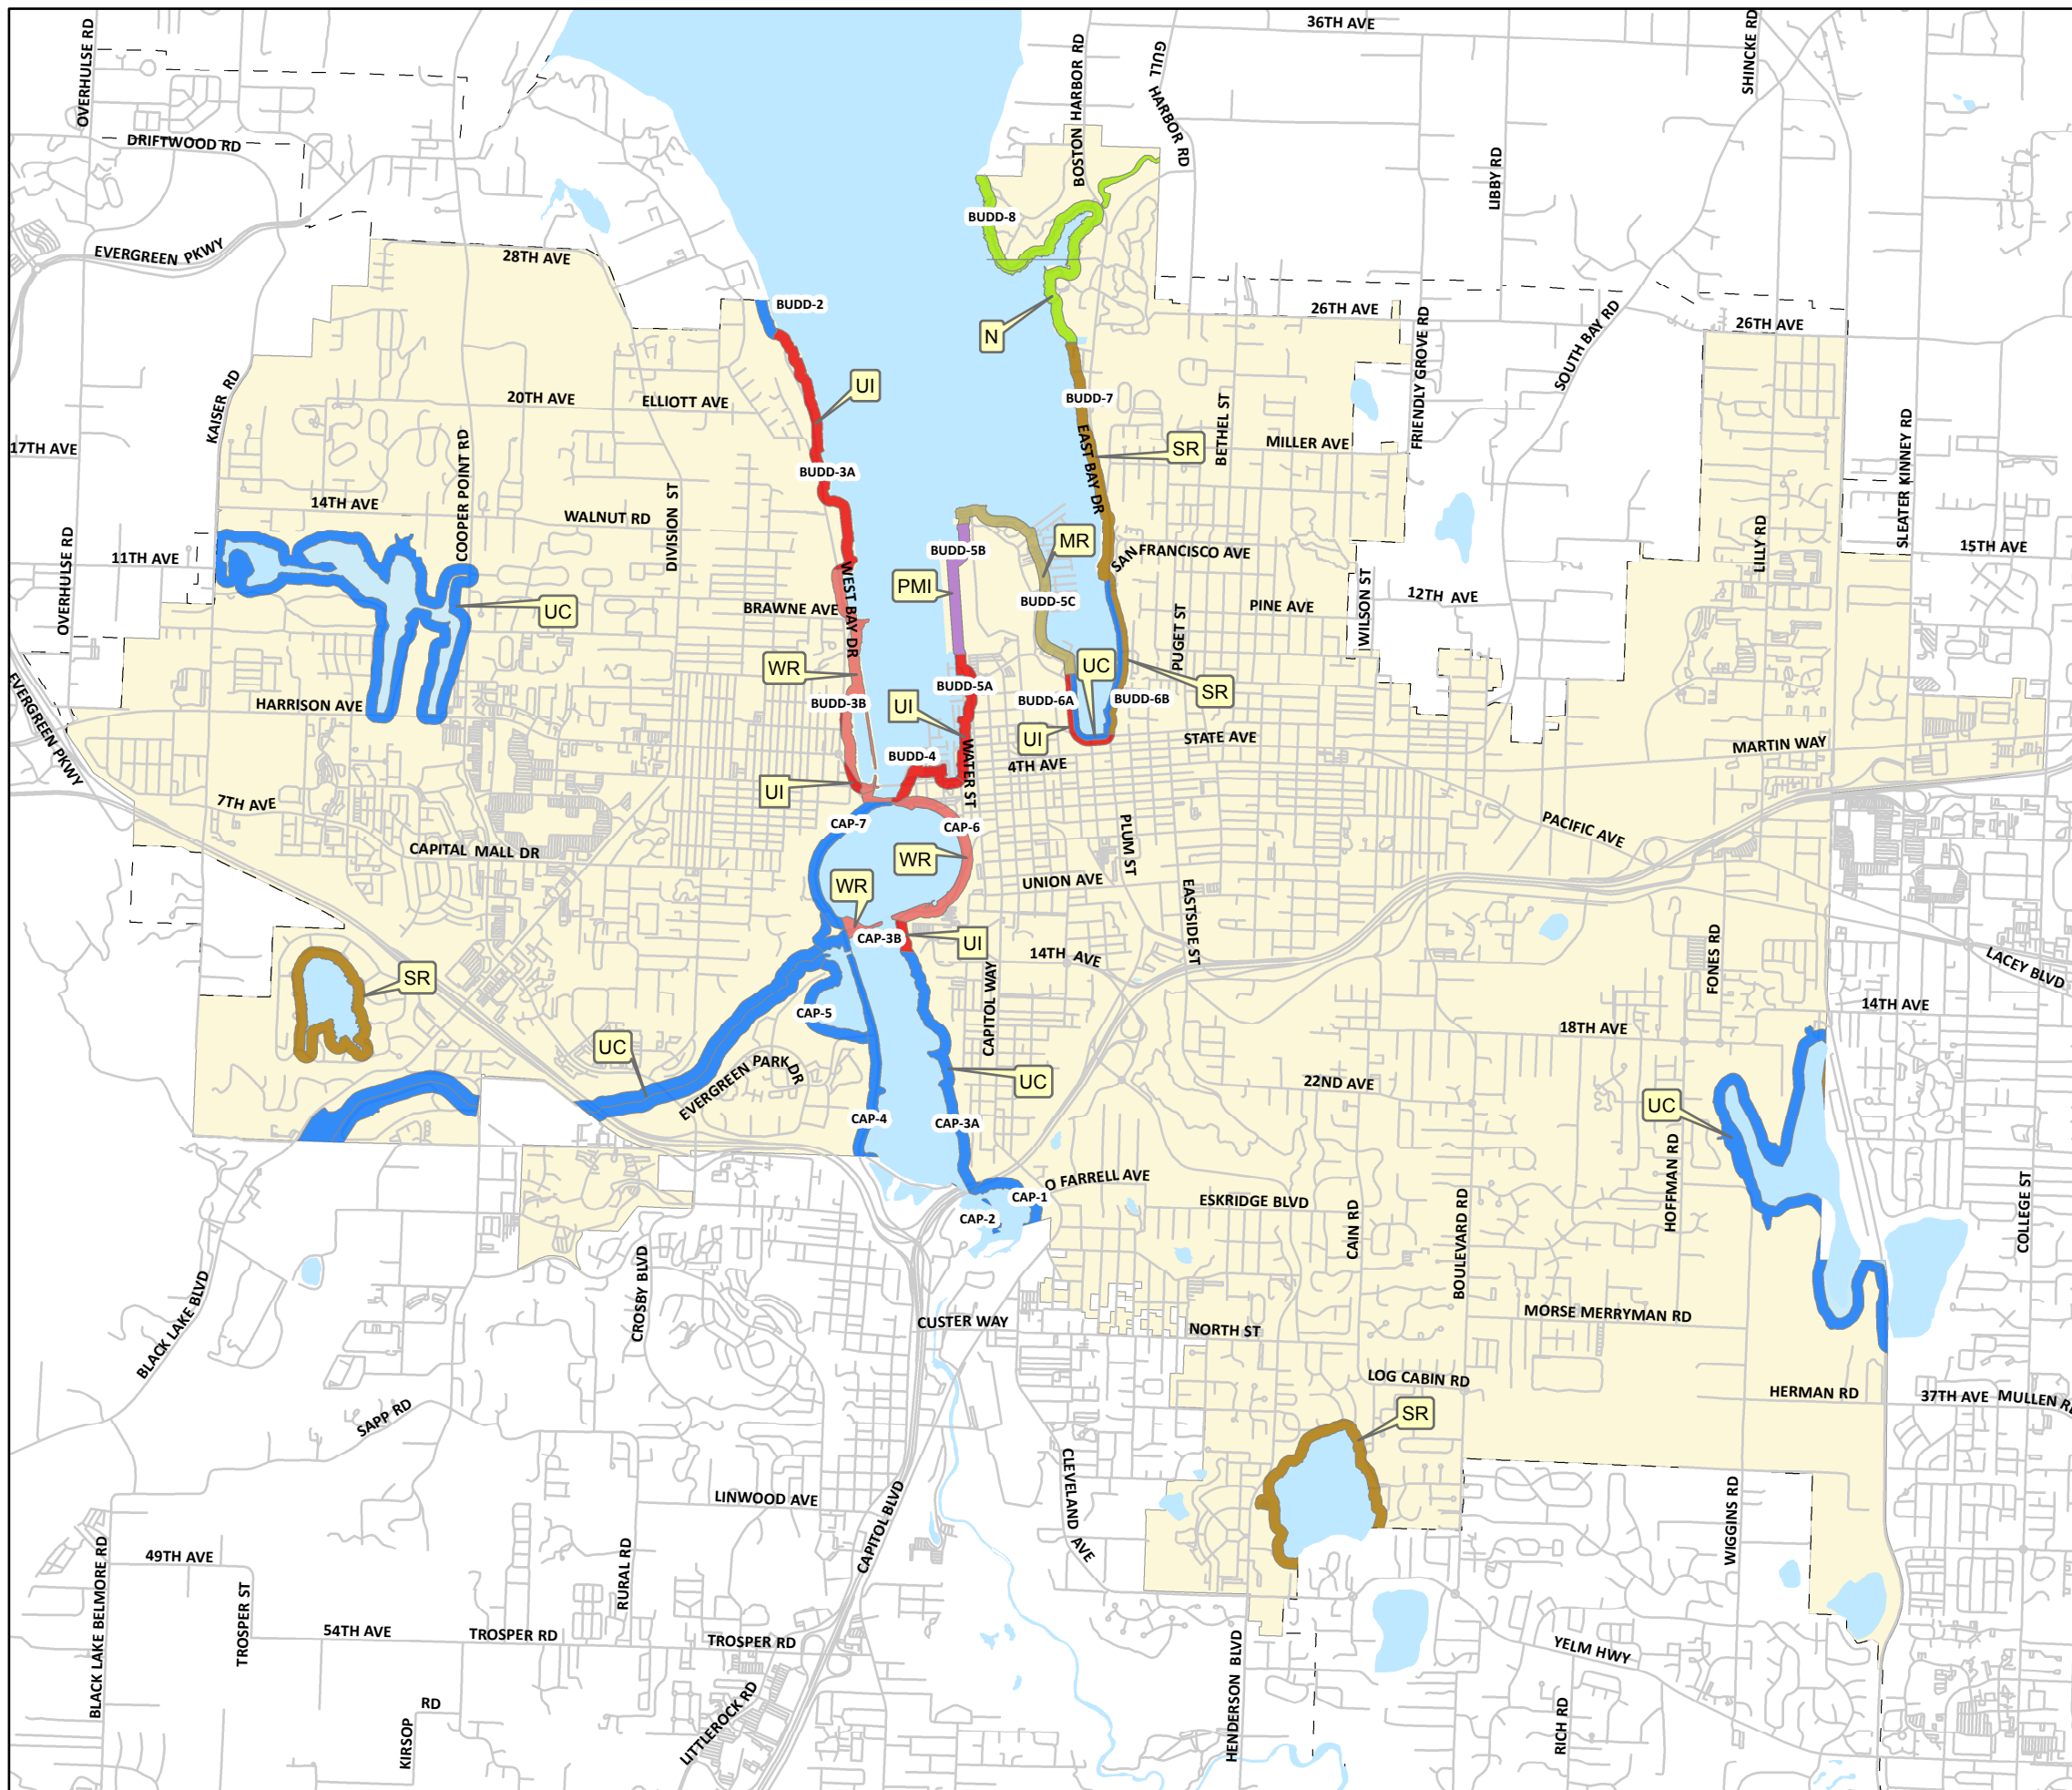 36TH AVE
OVERHULSE RD
BOSTON HARBOR RD
GULL HARBOR RD
SHINCKE RD
DRIFTWOOD RD
LIBBY RD
BUDD-8
EVERGREEN PKWY
28TH AVE
BUDD-2
N
26TH AVE
26TH AVE
SOUTH BAY RD
FRIENDLY GROVE RD
KAISER RD
UI
20TH AVE
ELLIOTT AVE
BUDD-7
BETHEL ST
SLEATER KINNEY RD
17TH AVE
COOPER POINT RD
BUDD-3A
EAST BAY DR
SR
MILLER AVE
14TH AVE
WALNUT RD
DIVISION ST
LILLY RD
11TH AVE
OVERHULSE RD
BUDD-5B
MR
SAN FRANCISCO AVE
15TH AVE
UC
BRAWNE AVE
WEST BAY DR
PMI
BUDD-5C
PUGET ST
PINE AVE
WILSON ST
12TH AVE
WR
UC
EVERGREEN PKWY
HARRISON AVE
BUDD-3B
UI
BUDD-5A
BUDD-6A
BUDD-6B
SR
UI
STATE AVE
MARTIN WAY
BUDD-4
WATER ST
4TH AVE
UI
7TH AVE
CAP-7
CAP-6
PLUM ST
PACIFIC AVE
CAPITAL MALL DR
WR
WR
UNION AVE
EASTSIDE ST
CAP-3B
UI
14TH AVE
FONES RD
LACEY BLVD
SR
CAPITOL WAY
14TH AVE
CAP-5
18TH AVE
UC
EVERGREEN PARK DR
UC
22ND AVE
UC
CAP-4
CAP-3A
HOFFMAN RD
O FARRELL AVE
CAP-1
CAP-2
ESKRIDGE BLVD
CAIN RD
BOULEVARD RD
COLLEGE ST
BLACK LAKE BLVD
CROSBY BLVD
CUSTER WAY
NORTH ST
MORSE MERRYMAN RD
LOG CABIN RD
HERMAN RD
37TH AVE
MULLEN RD
SAPP RD
SR
CLEVELAND AVE
LINWOOD AVE
CAPITOL BLVD
WIGGINS RD
BLACK LAKE BELMORE RD
49TH AVE
TROSPER ST
RURAL RD
54TH AVE
TROSPER RD
TROSPER RD
HENDERSON BLVD
YELM HWY
RICH RD
KIRSOP RD
LITTLEROCK RD